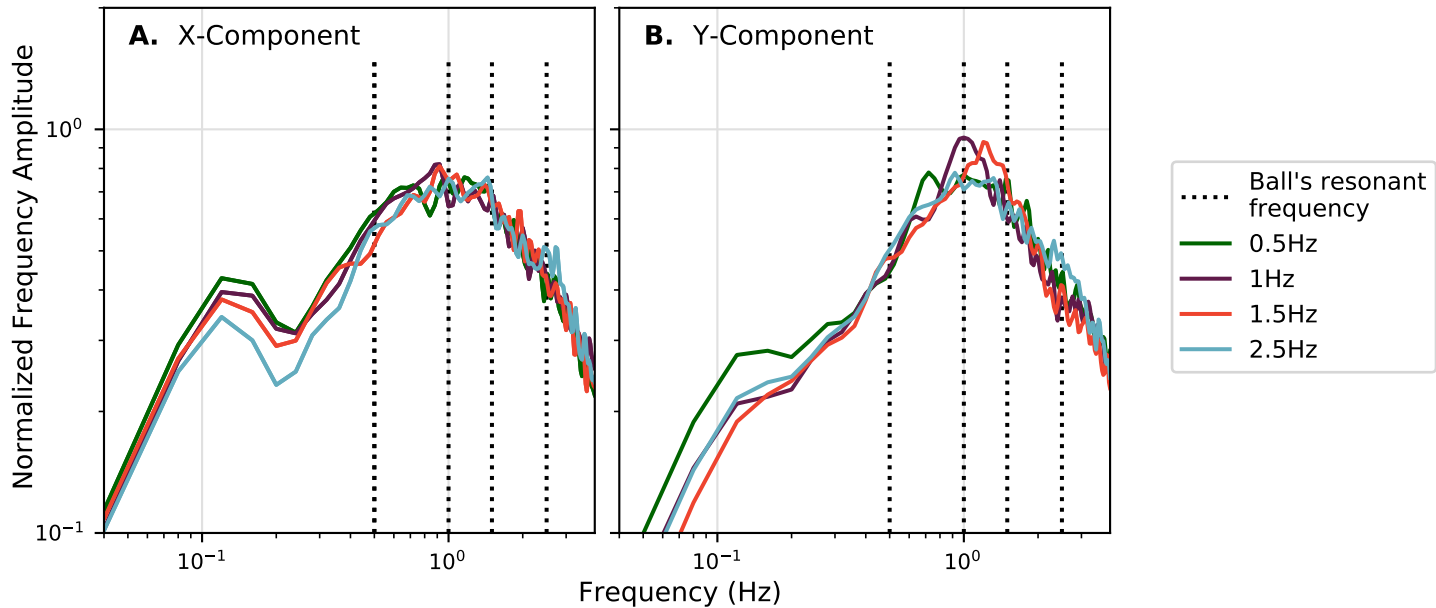 A. X-Component
B. Y-Component
Normalized Frequency Amplitude
10⁰
10⁻¹
10⁻¹
10⁰
10⁻¹
10⁰
Frequency (Hz)
Ball's resonant
frequency
0.5Hz
1Hz
1.5Hz
2.5Hz